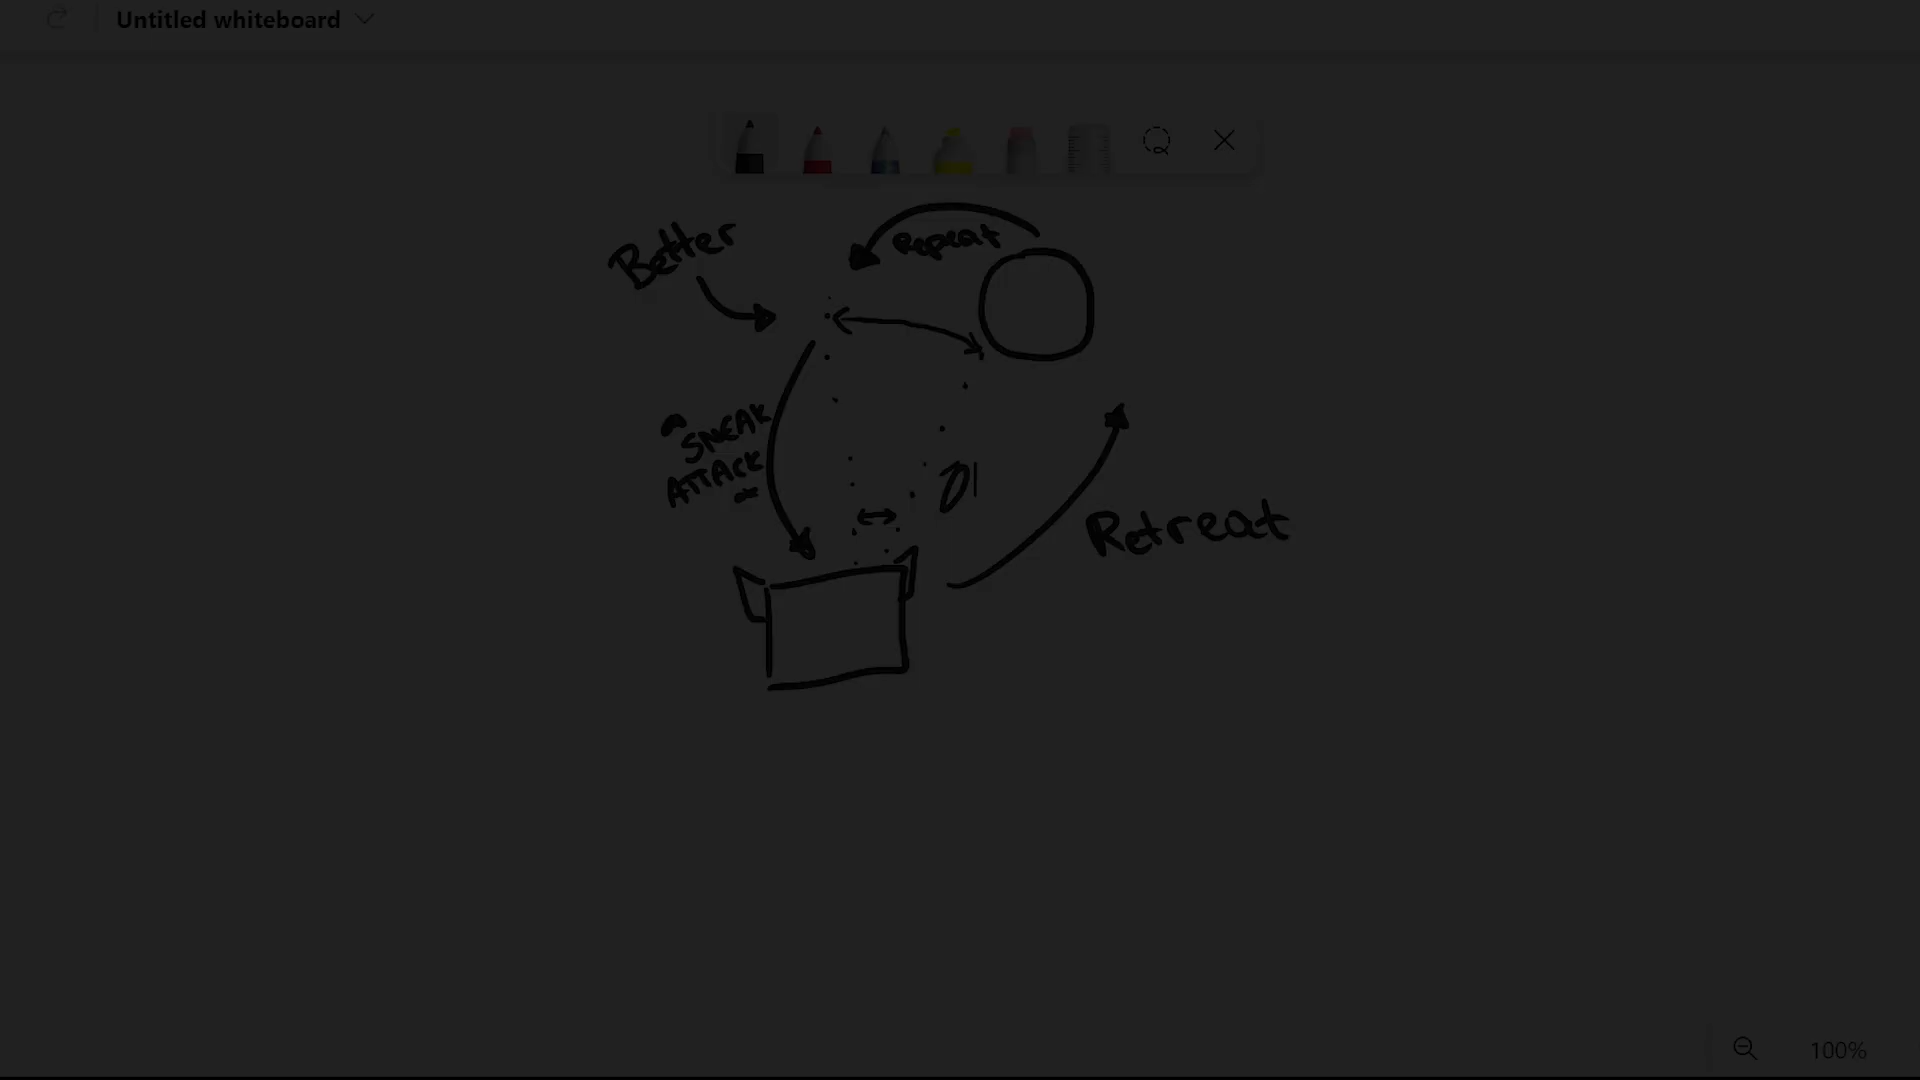 Untitled whiteboard
Better
Repeat
SNEAK
ATTACK
Retreat
100%